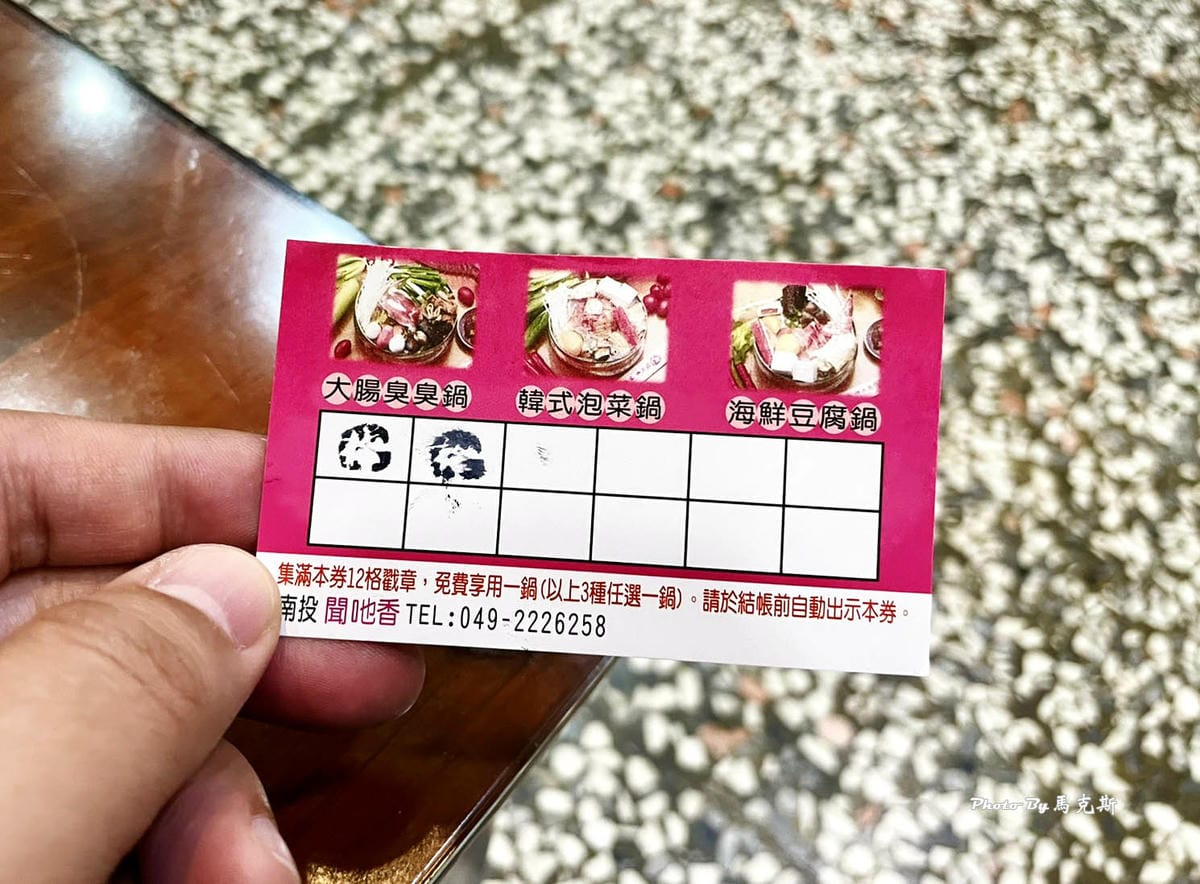 大腸臭臭鍋
韓式泡菜鍋
海鮮豆腐鍋
集滿本券12格戳章，免費享用一鍋(以上3種任選一鍋)。請於結帳前自動出示本券。
南投 聞吔香 TEL:049-2226258
Photo By 馬克斯